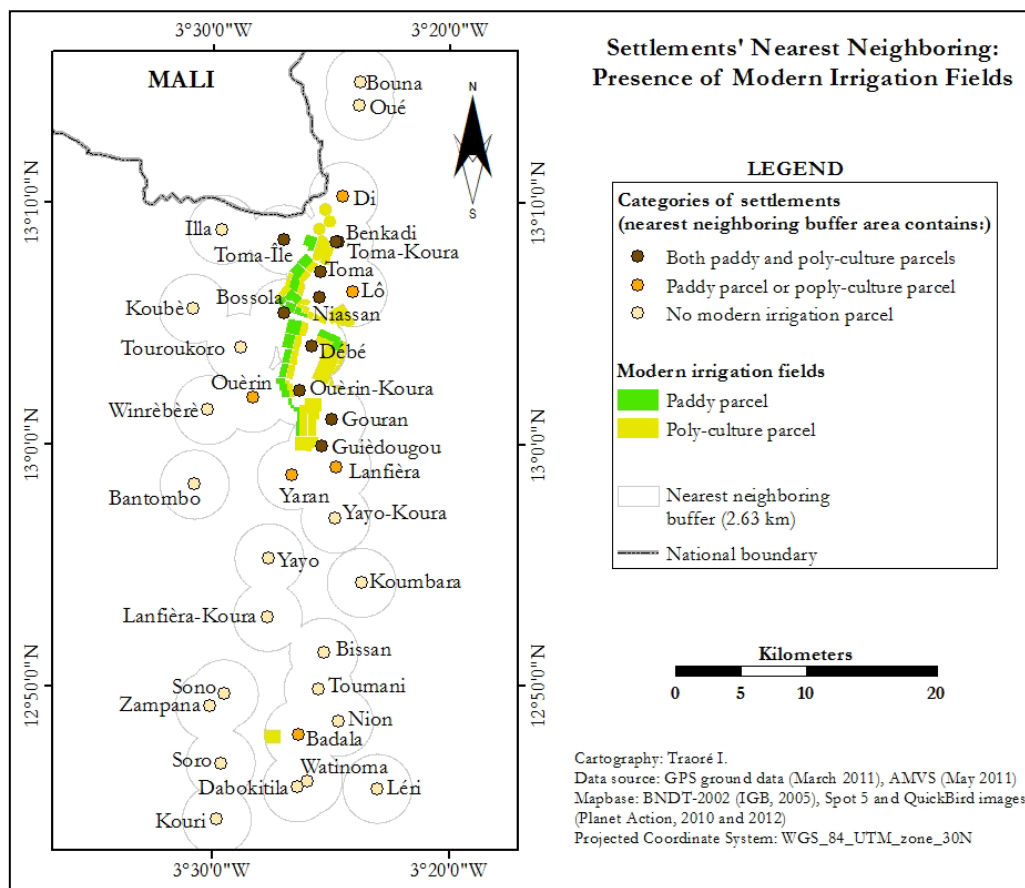 3°30'0"W
3°20'0"W
Settlements' Nearest Neighboring:
Presence of Modern Irrigation Fields
MALI
Bouna
Oué
N
S
13°10'0"N
13°10'0"N
Di
Illa
Benkadi
Toma-Île
Toma-Koura
Toma
Bossola
Lô
Koubè
Niassan
Touroukoro
Débé
Ouèrin
Ouèrin-Koura
Winrèbèrè
Gouran
13°0'0"N
13°0'0"N
Guièdougou
Lanfièra
Bantombo
Yaran
Yayo-Koura
Yayo
Koumbara
Lanfièra-Koura
Bissan
12°50'0"N
12°50'0"N
Sono
Toumani
Zampana
Nion
Badala
Soro
Watinoma
Dabokitila
Léri
Kouri
3°30'0"W
3°20'0"W
LEGEND
Categories of settlements
(nearest neighboring buffer area contains:)
Both paddy and poly-culture parcels
Paddy parcel or poply-culture parcel
No modern irrigation parcel
Modern irrigation fields
Paddy parcel
Poly-culture parcel
Nearest neighboring
buffer (2.63 km)
National boundary
Kilometers
0 5 10 20
Cartography: Traoré I.
Data source: GPS ground data (March 2011), AMVS (May 2011)
Mapbase: BNDT-2002 (IGB, 2005), Spot 5 and QuickBird images
(Planet Action, 2010 and 2012)
Projected Coordinate System: WGS_84_UTM_zone_30N